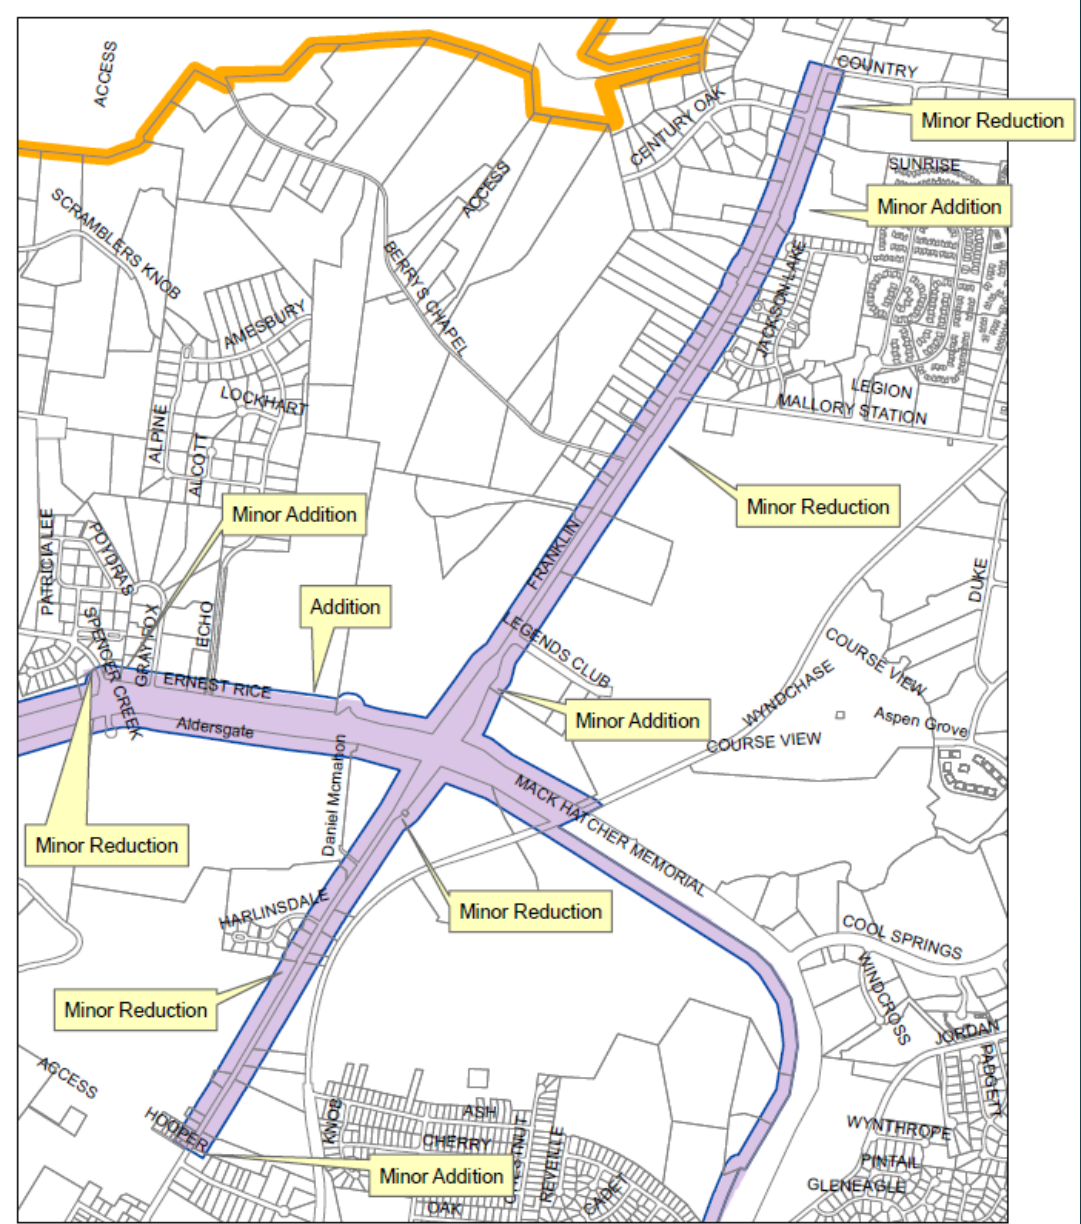 ACCESS
COUNTRY
Minor Reduction
CENTURY OAK
SUNRISE
ACCESS
Minor Addition
SCRAMBLERS KNOB
BERRYS CHAPEL
JACKSON LAKE
AMESBURY
LOCKHART
LEGION
MALLORY STATION
ALPINE
ALCOTT
Minor Addition
Minor Reduction
PATRICIA LEE
POYDRAS
FRANKLIN
DUKE
Addition
SPENCER CREEK
GRAY FOX
ECHO
LEGENDS CLUB
COURSE VIEW
ERNEST RICE
WYNDCHASE
Minor Addition
Aldersgate
Aspen Grove
COURSE VIEW
Daniel Mcmahon
MACK HATCHER MEMORIAL
Minor Reduction
HARLINSDALE
Minor Reduction
COOL SPRINGS
WINDCROSS
Minor Reduction
JORDAN
PADGETT
ACCESS
HOOPER
KNOB
ASH
CHERRY
REVEILLE
WYNTHROPE
PINTAIL
Minor Addition
GLENEAGLE
OAK
CADET